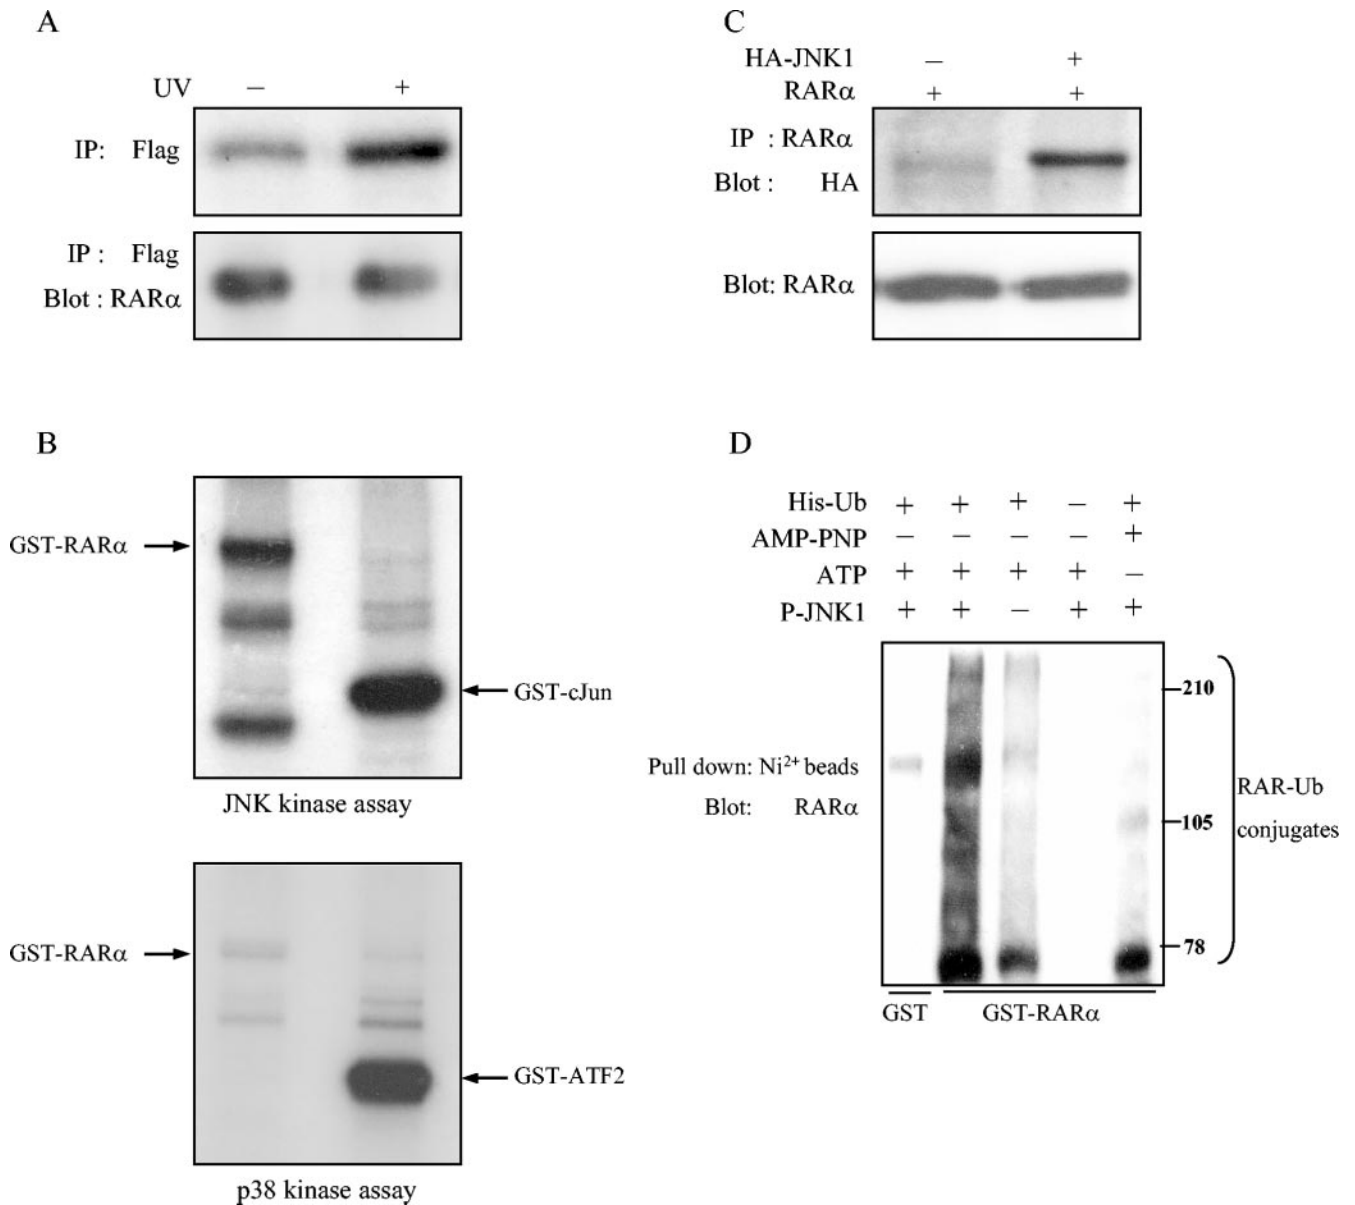 A
UV − +
IP: Flag
IP : Flag
Blot : RARα
B
GST-RARα
GST-cJun
JNK kinase assay
GST-RARα
GST-ATF2
p38 kinase assay
C
HA-JNK1 − +
RARα + +
IP : RARα
Blot : HA
Blot: RARα
D
His-Ub + + + − +
AMP-PNP − − − − +
ATP + + + + −
P-JNK1 + + − + +
210
Pull down: Ni²⁺ beads
Blot: RARα
105
78
RAR-Ub
conjugates
GST GST-RARα